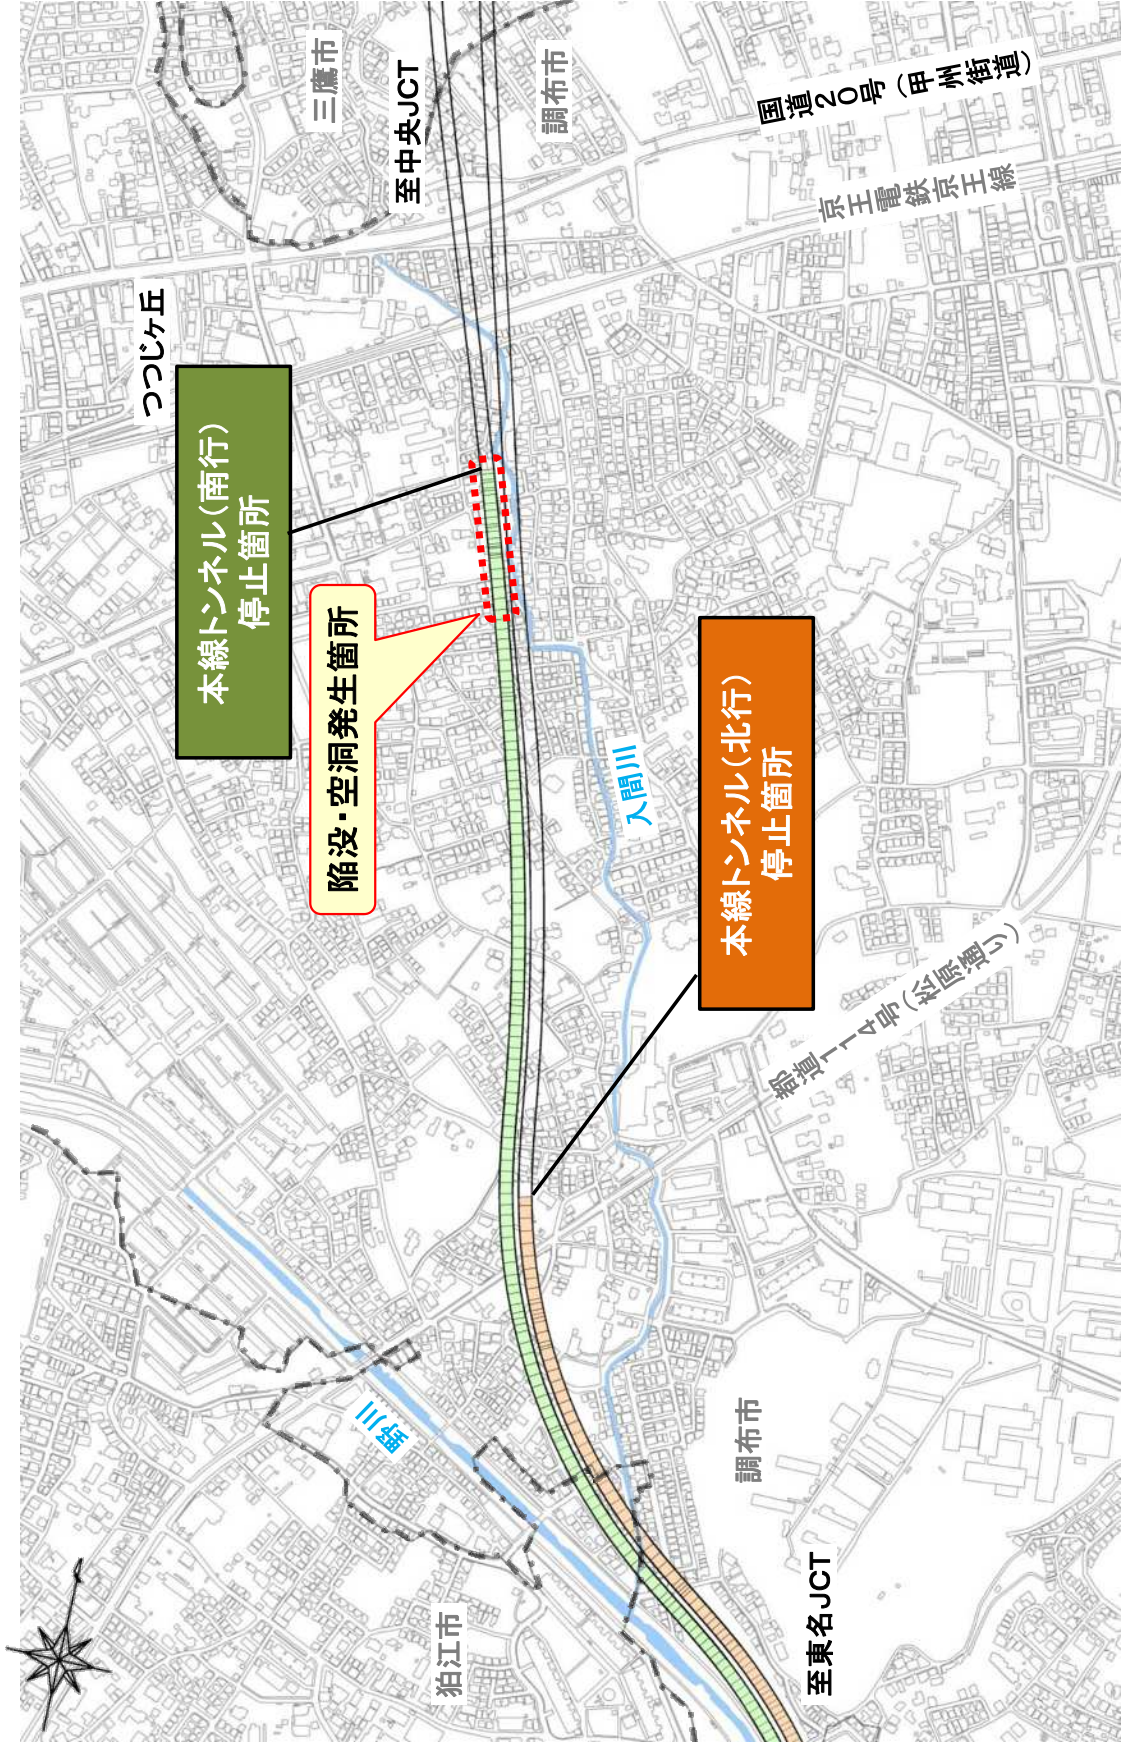 つつじヶ丘
三鷹市
至中央JCT
調布市
国道20号（甲州街道）
京王電鉄京王線
本線トンネル（南行）
停止箇所
陥没・空洞発生箇所
入間川
本線トンネル（北行）
停止箇所
都道114号（松原通り）
野川
狛江市
調布市
至東名JCT